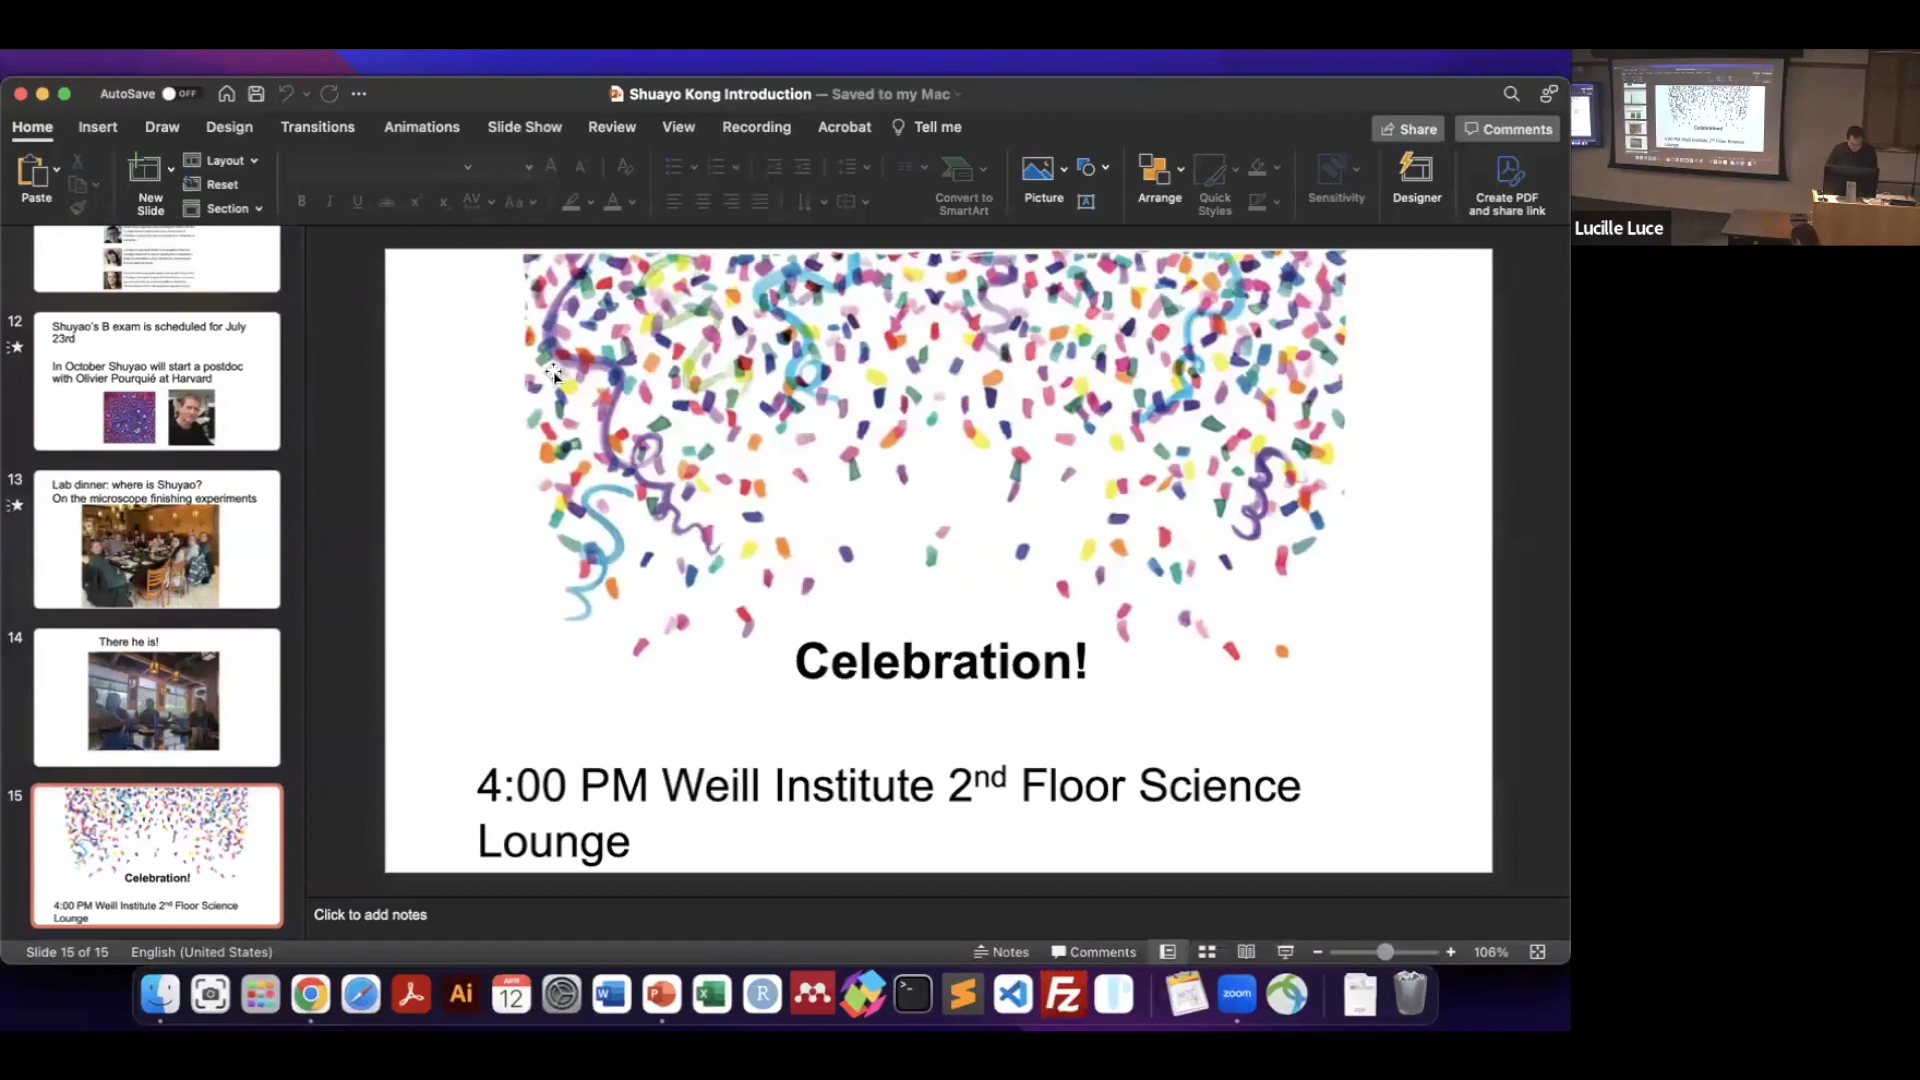 AutoSave OFF
Shuayo Kong Introduction — Saved to my Mac
Home Insert Draw Design Transitions Animations Slide Show Review View Recording Acrobat Tell me
Share Comments
Paste
New Slide
Layout
Reset
Section
Convert to SmartArt
Picture
Arrange
Quick Styles
Sensitivity
Designer
Create PDF and share link
Lucille Luce
12
Shuyao's B exam is scheduled for July
23rd
In October Shuyao will start a postdoc
with Olivier Pourquié at Harvard
13
Lab dinner: where is Shuyao?
On the microscope finishing experiments
14
There he is!
15
Celebration!
4:00 PM Weill Institute 2nd Floor Science
Lounge
Celebration!
4:00 PM Weill Institute 2nd Floor Science
Lounge
Click to add notes
Slide 15 of 15 English (United States)
Notes Comments 106%
Ai
APR
12
W
P
X
R
Fz
zoom
PDF